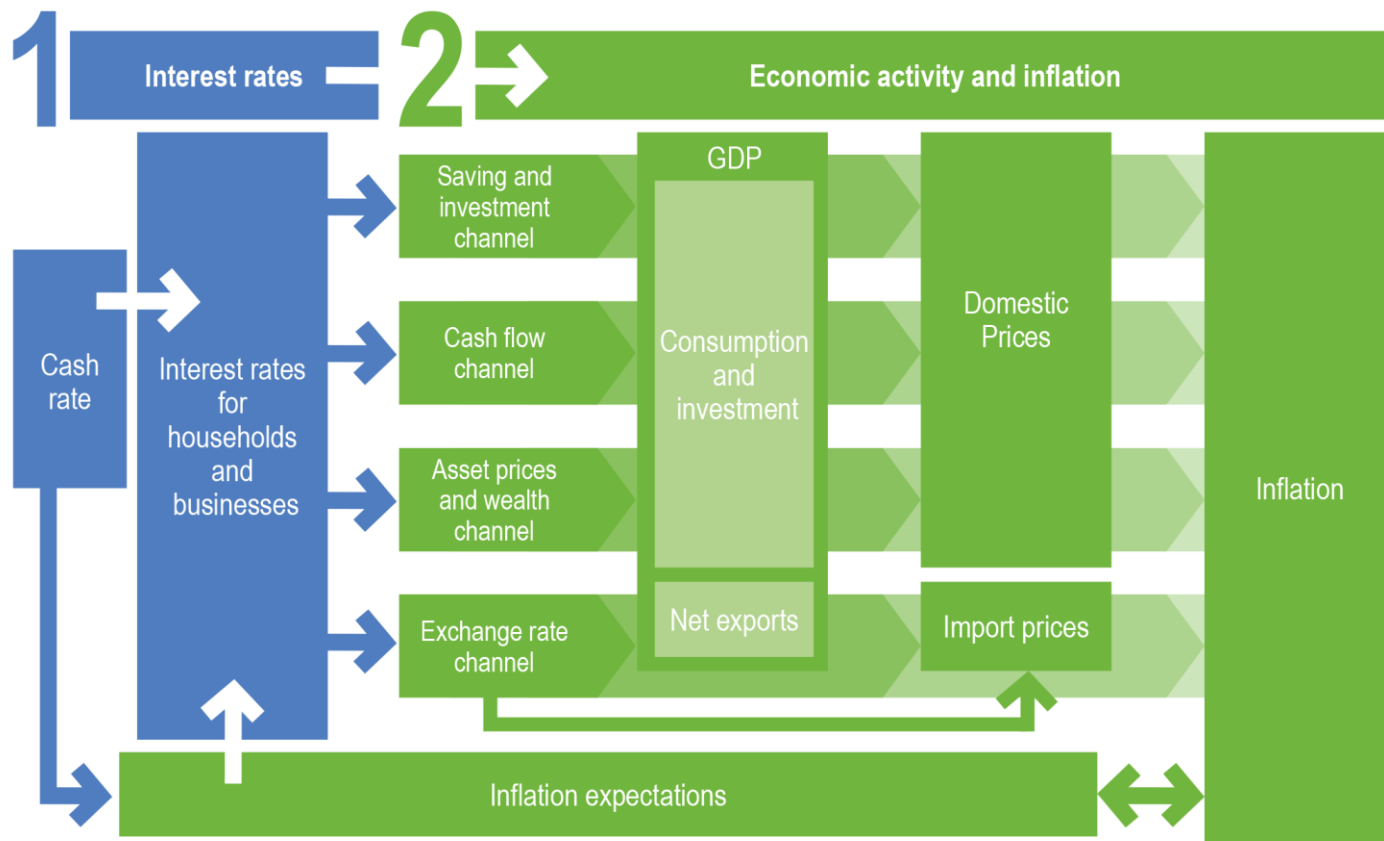 1
Interest rates
2
Economic activity and inflation
Cash
rate
Interest rates
for
households
and
businesses
Saving and
investment
channel
Cash flow
channel
Asset prices
and wealth
channel
Exchange rate
channel
GDP
Consumption
and
investment
Net exports
Domestic
Prices
Import prices
Inflation
Inflation expectations